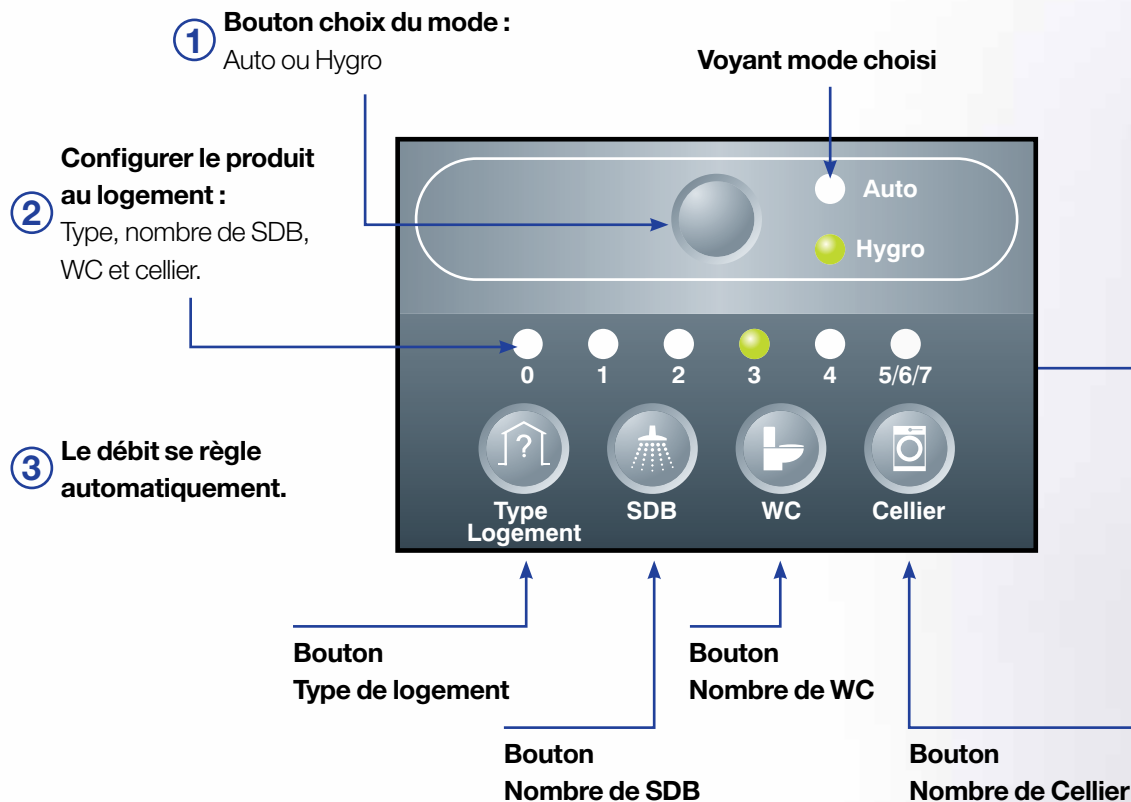 1
Bouton choix du mode :
Auto ou Hygro
Voyant mode choisi
2
Configurer le produit
au logement :
Type, nombre de SDB,
WC et cellier.
3
Le débit se règle
automatiquement.
Auto
Hygro
0 1 2 3 4 5/6/7
?
Type
Logement
SDB
WC
Cellier
Bouton
Type de logement
Bouton
Nombre de WC
Bouton
Nombre de SDB
Bouton
Nombre de Cellier